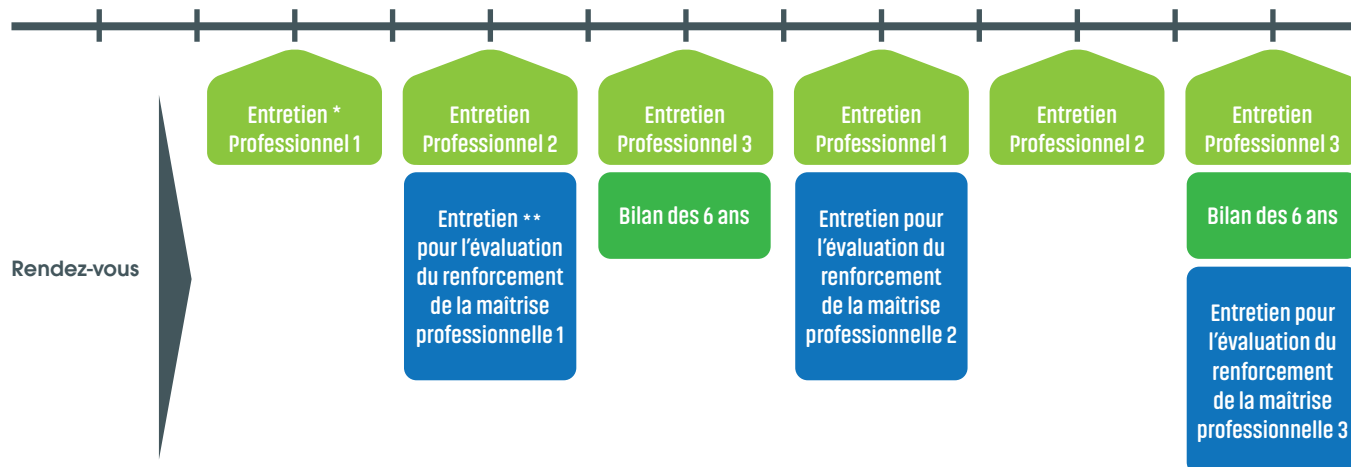 Entretien *
Professionnel 1
Entretien
Professionnel 2
Entretien
Professionnel 3
Entretien
Professionnel 1
Entretien
Professionnel 2
Entretien
Professionnel 3
Rendez-vous
Entretien **
pour l'évaluation
du renforcement
de la maîtrise
professionnelle 1
Bilan des 6 ans
Entretien pour
l'évaluation du
renforcement
de la maîtrise
professionnelle 2
Bilan des 6 ans
Entretien pour
l'évaluation du
renforcement
de la maîtrise
professionnelle 3